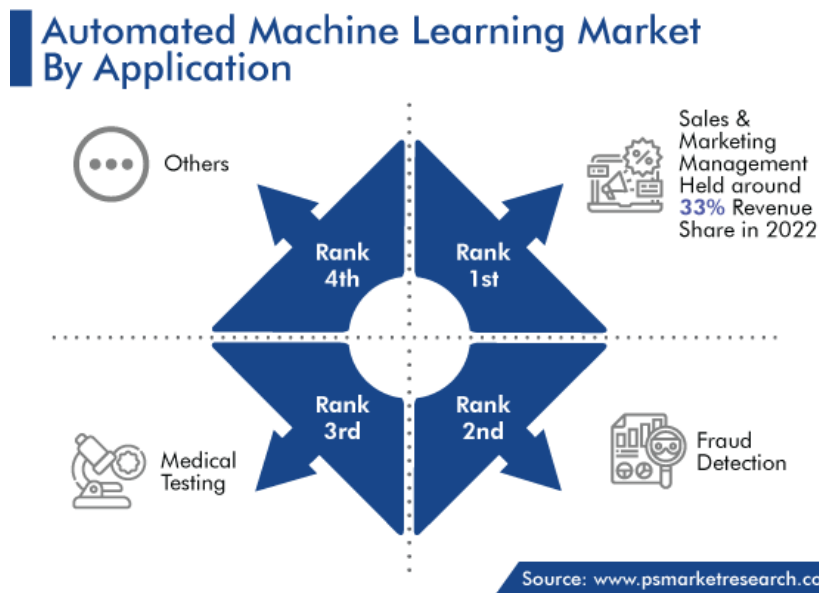 Automated Machine Learning Market
By Application
Others
Sales &
Marketing
Management
Held around
33% Revenue
Share in 2022
Rank
4th
Rank
1st
Rank
3rd
Rank
2nd
Medical
Testing
Fraud
Detection
Source: www.psmarketresearch.co